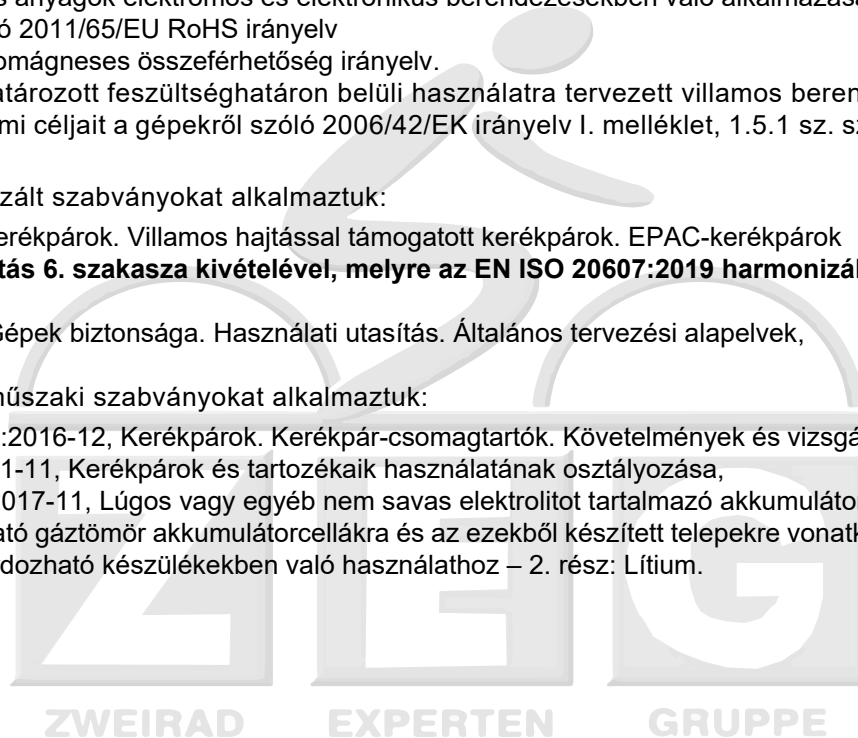 anyagok elektromos és elektronikus berendezésekben való alkalmazásá
ó 2011/65/EU RoHS irányelv
omágneses összeférhetőség irányelv.
atározott feszültséghatáron belüli használatra tervezett villamos beren
mi céljait a gépekről szóló 2006/42/EK irányelv I. melléklet, 1.5.1 sz. sz
zált szabványokat alkalmaztuk:
erékpárok. Villamos hajtással támogatott kerékpárok. EPAC-kerékpárok
tás 6. szakasza kivételével, melyre az EN ISO 20607:2019 harmonizál
Gépek biztonsága. Használati utasítás. Általános tervezési alapelvek,
műszaki szabványokat alkalmaztuk:
:2016-12, Kerékpárok. Kerékpár-csomagtartók. Követelmények és vizsgá
1-11, Kerékpárok és tartozékaik használatának osztályozása,
017-11, Lúgos vagy egyéb nem savas elektrolitot tartalmazó akkumuláto
ató gáztömör akkumulátorcellákra és az ezekből készített telepekre vonatk
dozható készülékekben való használathoz – 2. rész: Lítium.
ZEG
ZWEIRAD EXPERTEN GRUPPE